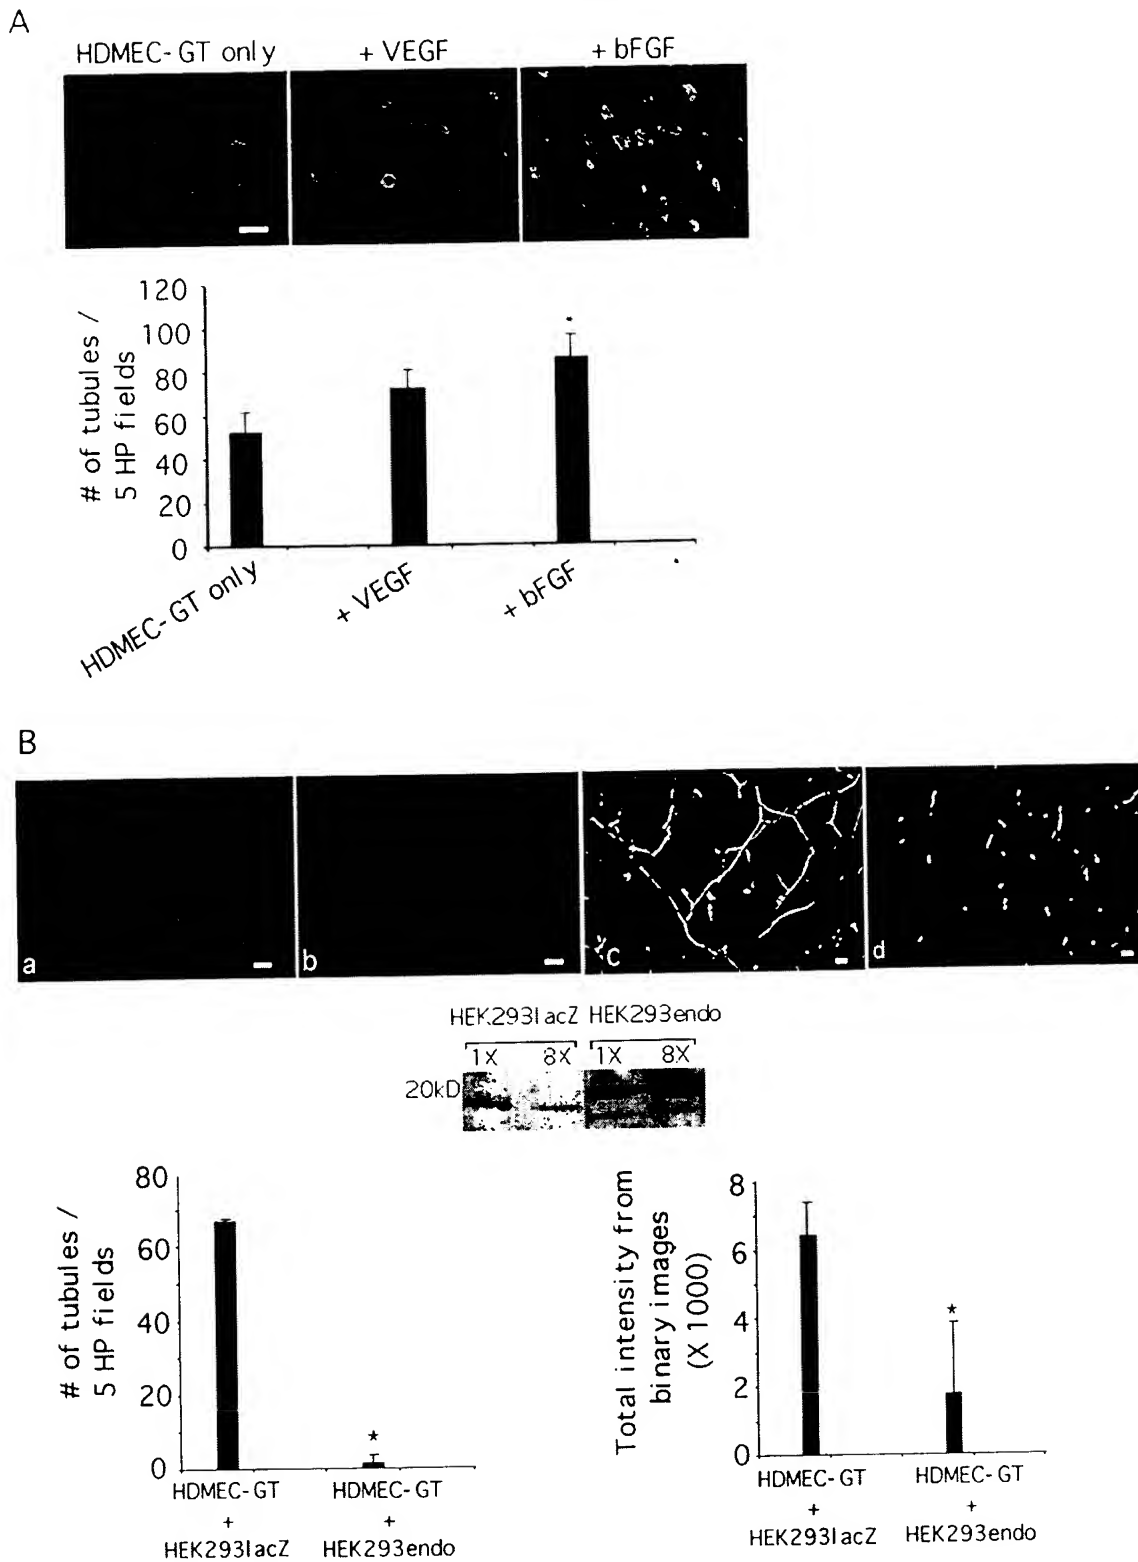 A
HDMEC-GT only
+ VEGF
+ bFGF
# of tubules /
5 HP fields
120
100
80
60
40
20
0
*
HDMEC-GT only
+ VEGF
+ bFGF
B
a
b
c
d
HEK293lacZ HEK293endo
1X 8X 1X 8X
20kD
# of tubules /
5 HP fields
80
60
40
20
0
*
HDMEC-GT
+
HEK293lacZ
HDMEC-GT
+
HEK293endo
Total intensity from
binary images
(X 1000)
8
6
4
2
0
*
HDMEC-GT
+
HEK293lacZ
HDMEC-GT
+
HEK293endo